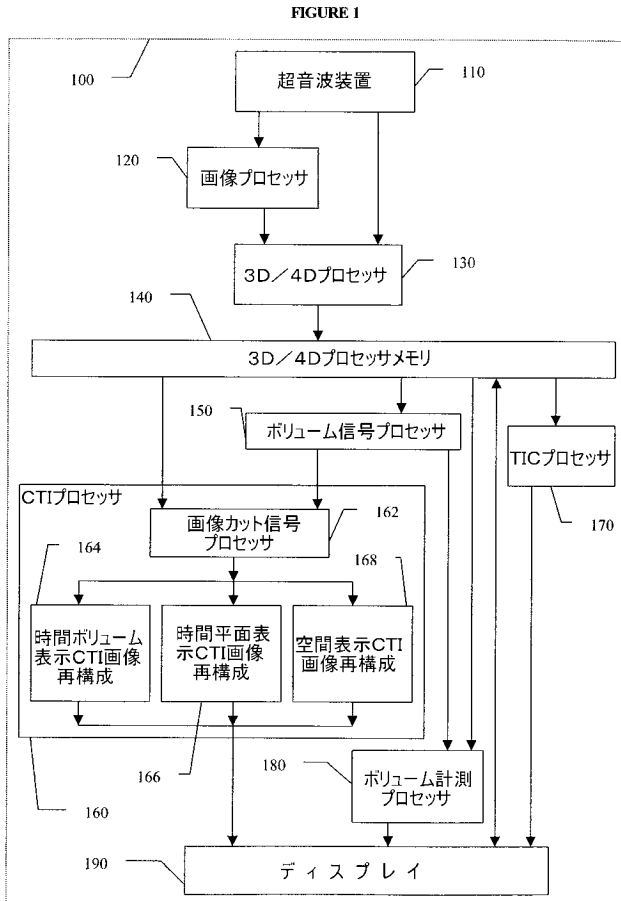 FIGURE 1
100
超音波装置
110
120
画像プロセッサ
3D／4Dプロセッサ
130
140
3D／4Dプロセッサメモリ
150
ボリューム信号プロセッサ
TICプロセッサ
170
CTIプロセッサ
画像カット信号
プロセッサ
162
164
168
時間ボリューム
表示CTI画像
再構成
時間平面表
示CTI画像
再構成
空間表示CTI
画像再構成
166
160
180
ボリューム計測
プロセッサ
190
ディスプレイ